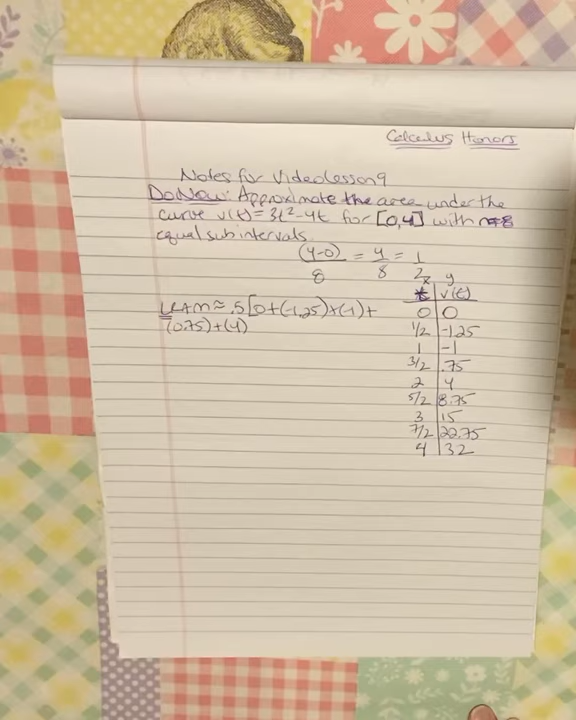 Calculus Honors
Notes for Video Lesson 9
Do Now: Approximate the area under the
curve v(t) = 3t²-4t for [0,4] with n=8
equal subintervals.
(4-0) = 4 = 1
8 8 2
x y
t v(t)
LRAM ≈ .5[0+(-1.25)+(-1)+
(0.75)+(4)
0 0
1/2 -1.25
1 -1
3/2 .75
2 4
5/2 8.75
3 15
7/2 22.75
4 32